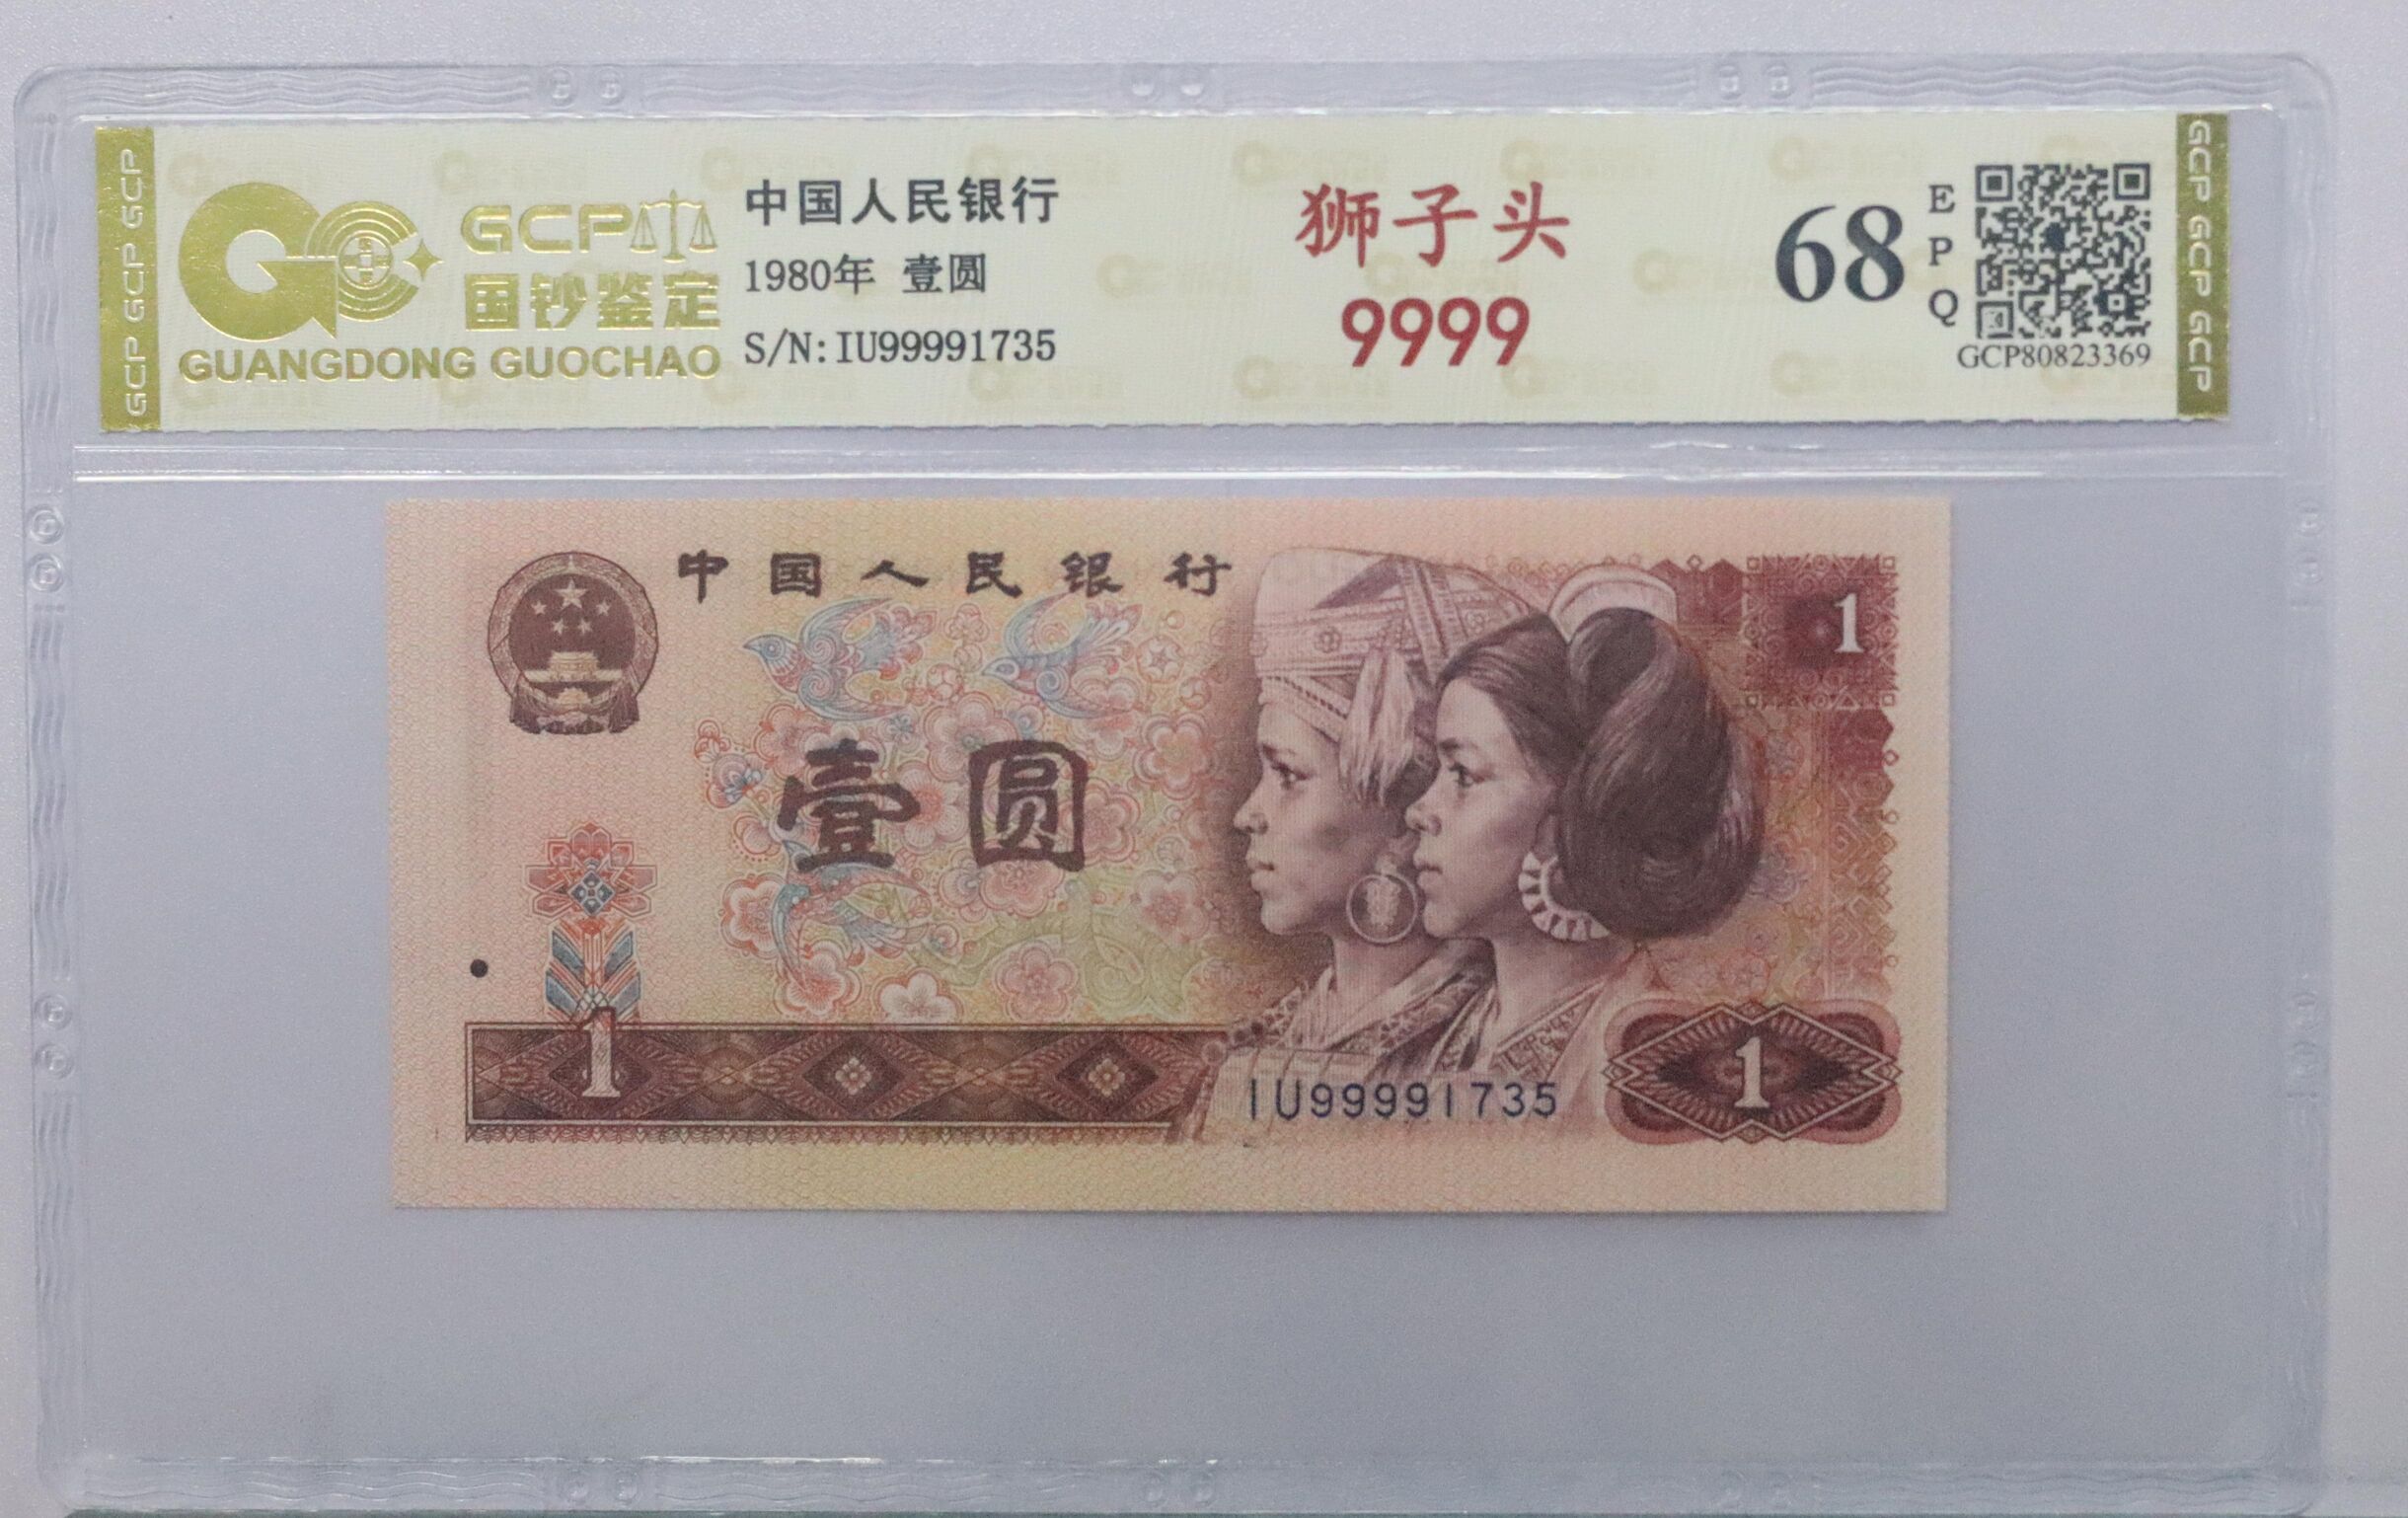 GCP GCP GCP
GCP
国钞鉴定
GUANGDONG GUOCHAO
中国人民银行
1980年 壹圆
S/N:IU99991735
狮子头
9999
68
EPQ
GCP80823369
GCP GCP GCP
中国人民银行
1
壹圆
1
IU99991735
1